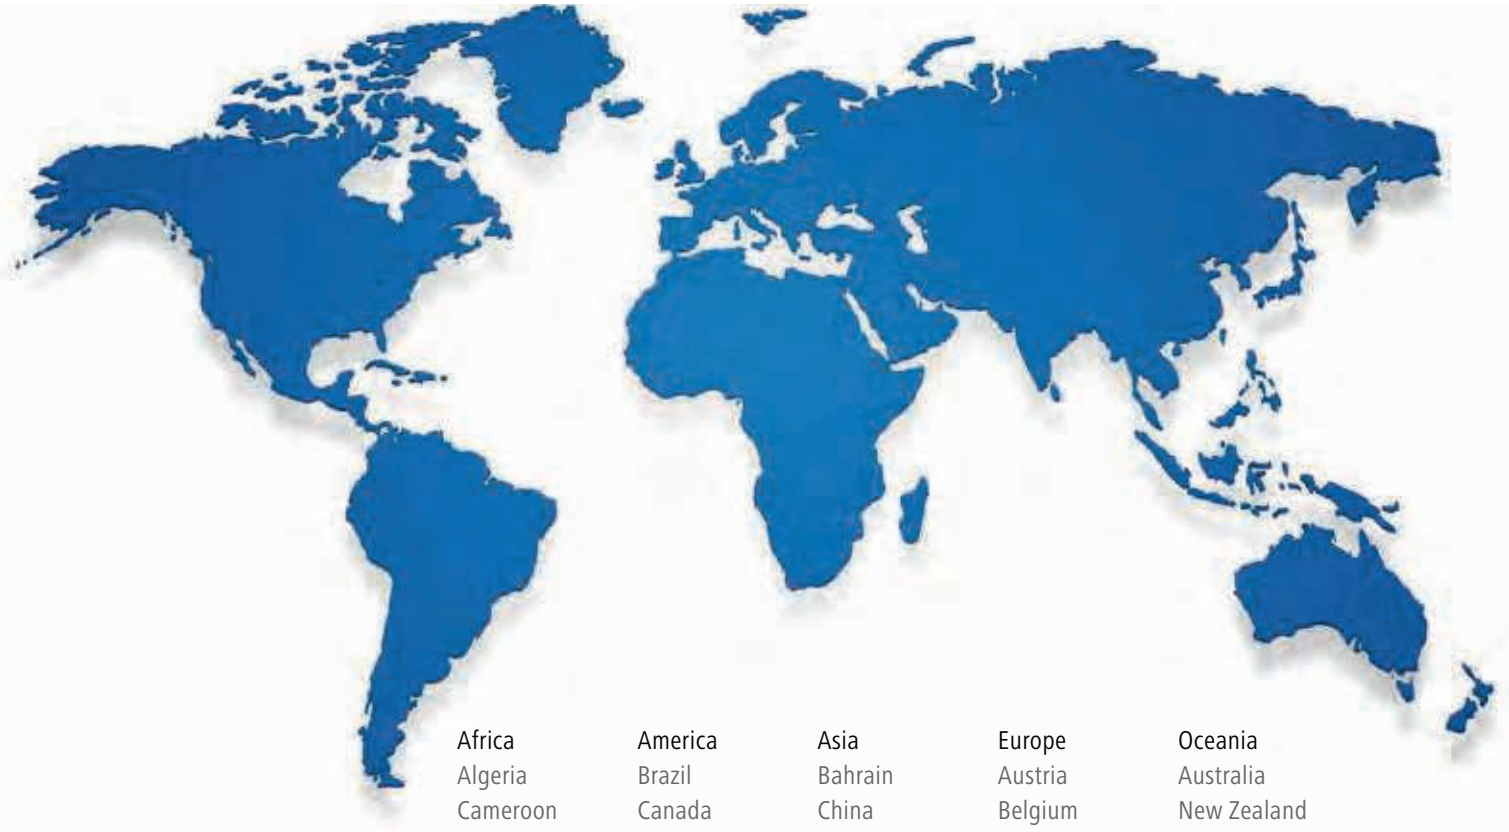 Africa America Asia Europe Oceania
Algeria Brazil Bahrain Austria Australia
Cameroon Canada China Belgium New Zealand